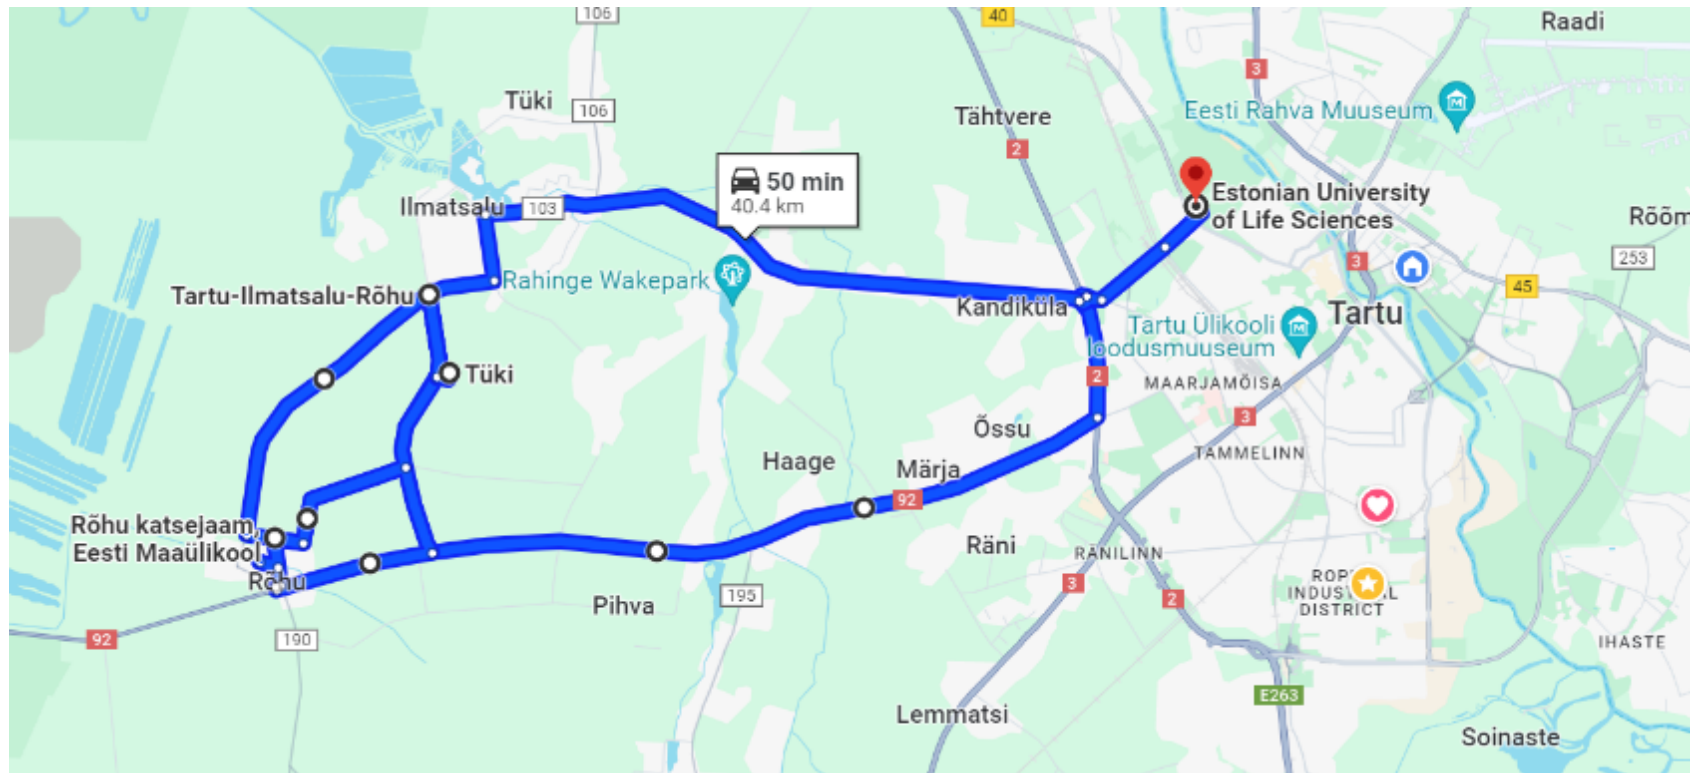 106
40
Raadi
3
Tüki
106
Eesti Rahva Muuseum
Tähtvere
2
50 min
40.4 km
Estonian University
of Life Sciences
Ilmatsalu
103
Rõõm
253
3
Rahinge Wakepark
Tartu-Ilmatsalu-Rõhu
45
Kandiküla
Tartu
Tartu Ülikooli
loodusmuuseum
Tüki
2
MAARJAMÕISA
3
Õssu
TAMMELINN
Haage
Märja
92
Rõhu katsejaam,
Eesti Maaülikool
Räni
RÄNILINN
Rõhu
3
2
INDUSTRIAL
DISTRICT
Pihva
195
92
190
IHASTE
E263
Lemmatsi
Soinaste